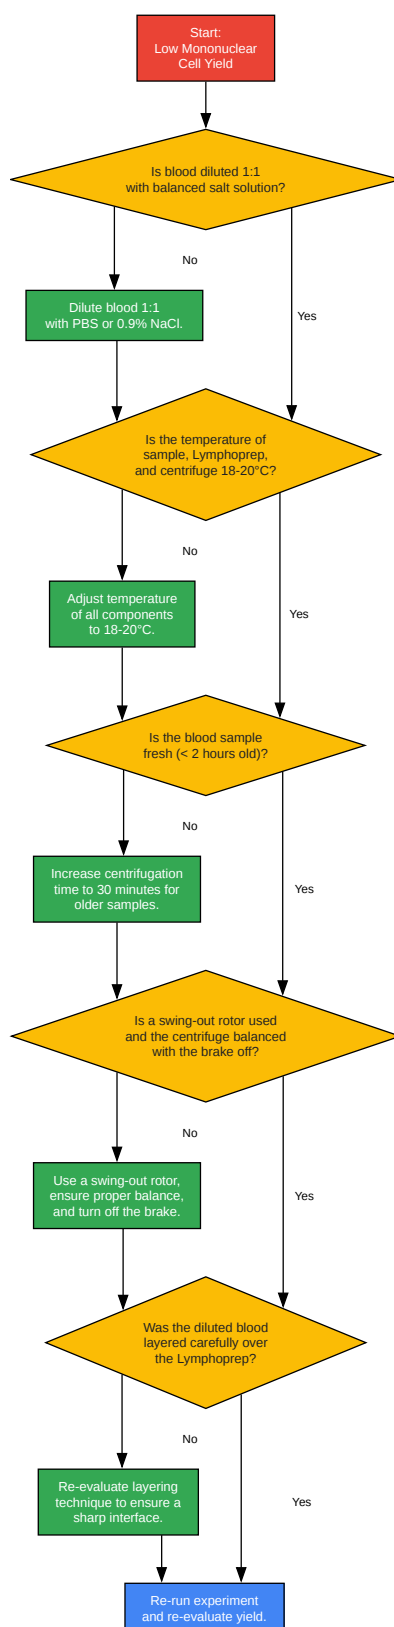 Start:
Low Mononuclear
Cell Yield
Is blood diluted 1:1
with balanced salt solution?
No
Yes
Dilute blood 1:1
with PBS or 0.9% NaCl.
Is the temperature of
sample, Lymphoprep,
and centrifuge 18-20°C?
No
Yes
Adjust temperature
of all components
to 18-20°C.
Is the blood sample
fresh (< 2 hours old)?
No
Yes
Increase centrifugation
time to 30 minutes for
older samples.
Is a swing-out rotor used
and the centrifuge balanced
with the brake off?
No
Yes
Use a swing-out rotor,
ensure proper balance,
and turn off the brake.
Was the diluted blood
layered carefully over
the Lymphoprep?
No
Yes
Re-evaluate layering
technique to ensure a
sharp interface.
Re-run experiment
and re-evaluate yield.